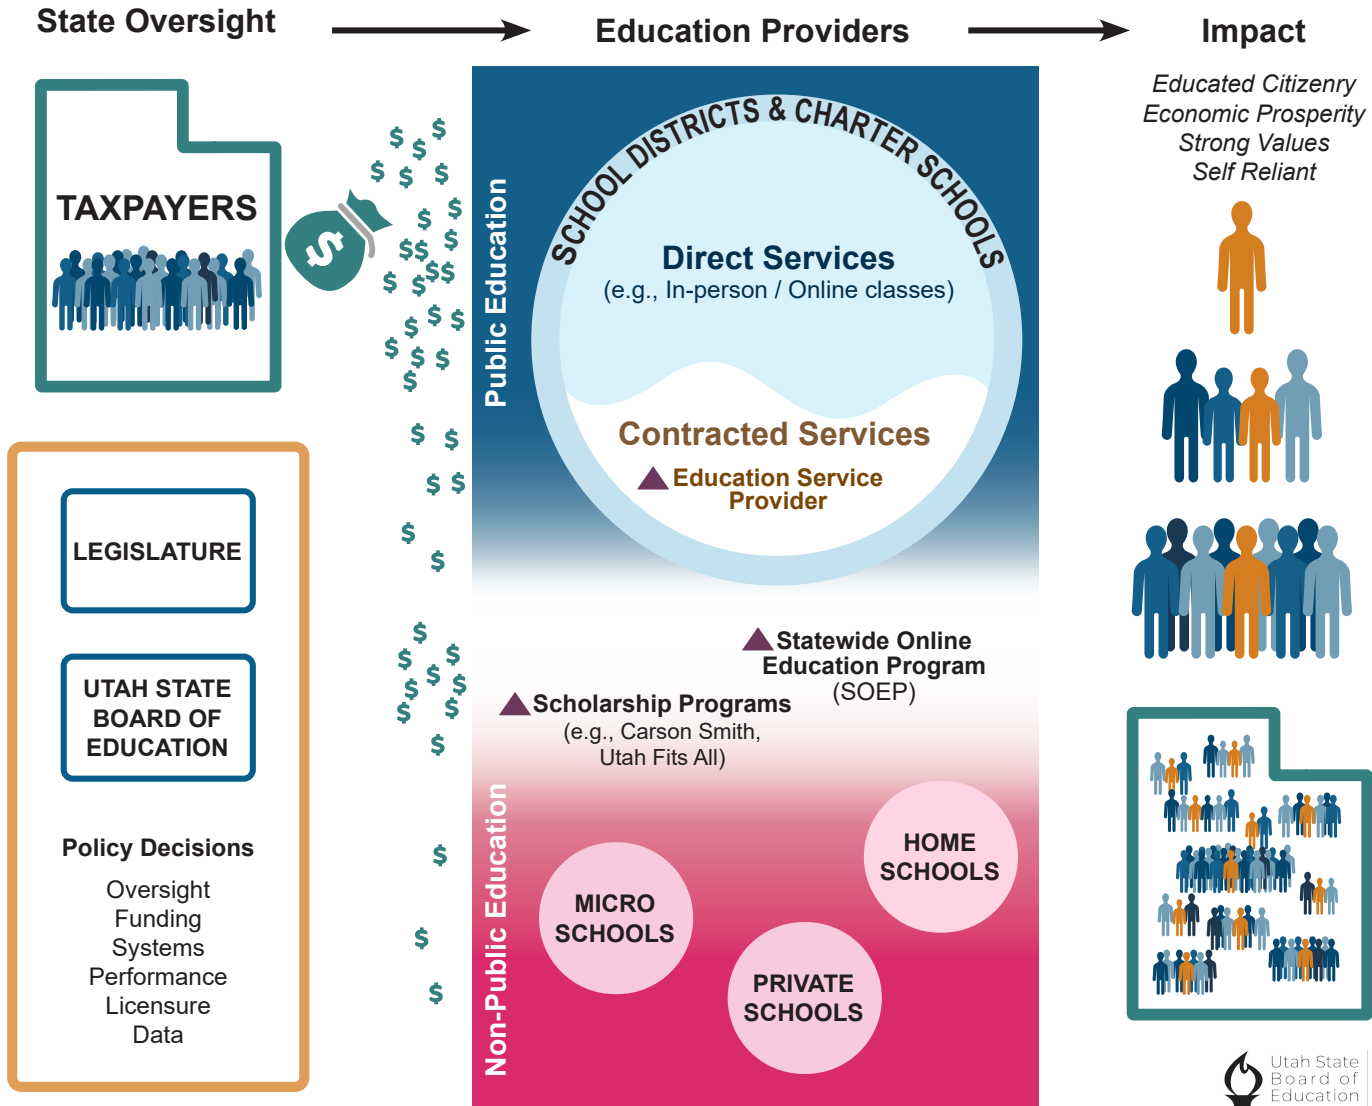 State Oversight
Education Providers
Impact
TAXPAYERS
$
LEGISLATURE
UTAH STATE
BOARD OF
EDUCATION
Policy Decisions
Oversight
Funding
Systems
Performance
Licensure
Data
Public Education
SCHOOL DISTRICTS & CHARTER SCHOOLS
Direct Services
(e.g., In-person / Online classes)
Contracted Services
Education Service
Provider
Statewide Online
Education Program
(SOEP)
Scholarship Programs
(e.g., Carson Smith,
Utah Fits All)
Non-Public Education
HOME
SCHOOLS
MICRO
SCHOOLS
PRIVATE
SCHOOLS
Educated Citizenry
Economic Prosperity
Strong Values
Self Reliant
Utah State
Board of
Education